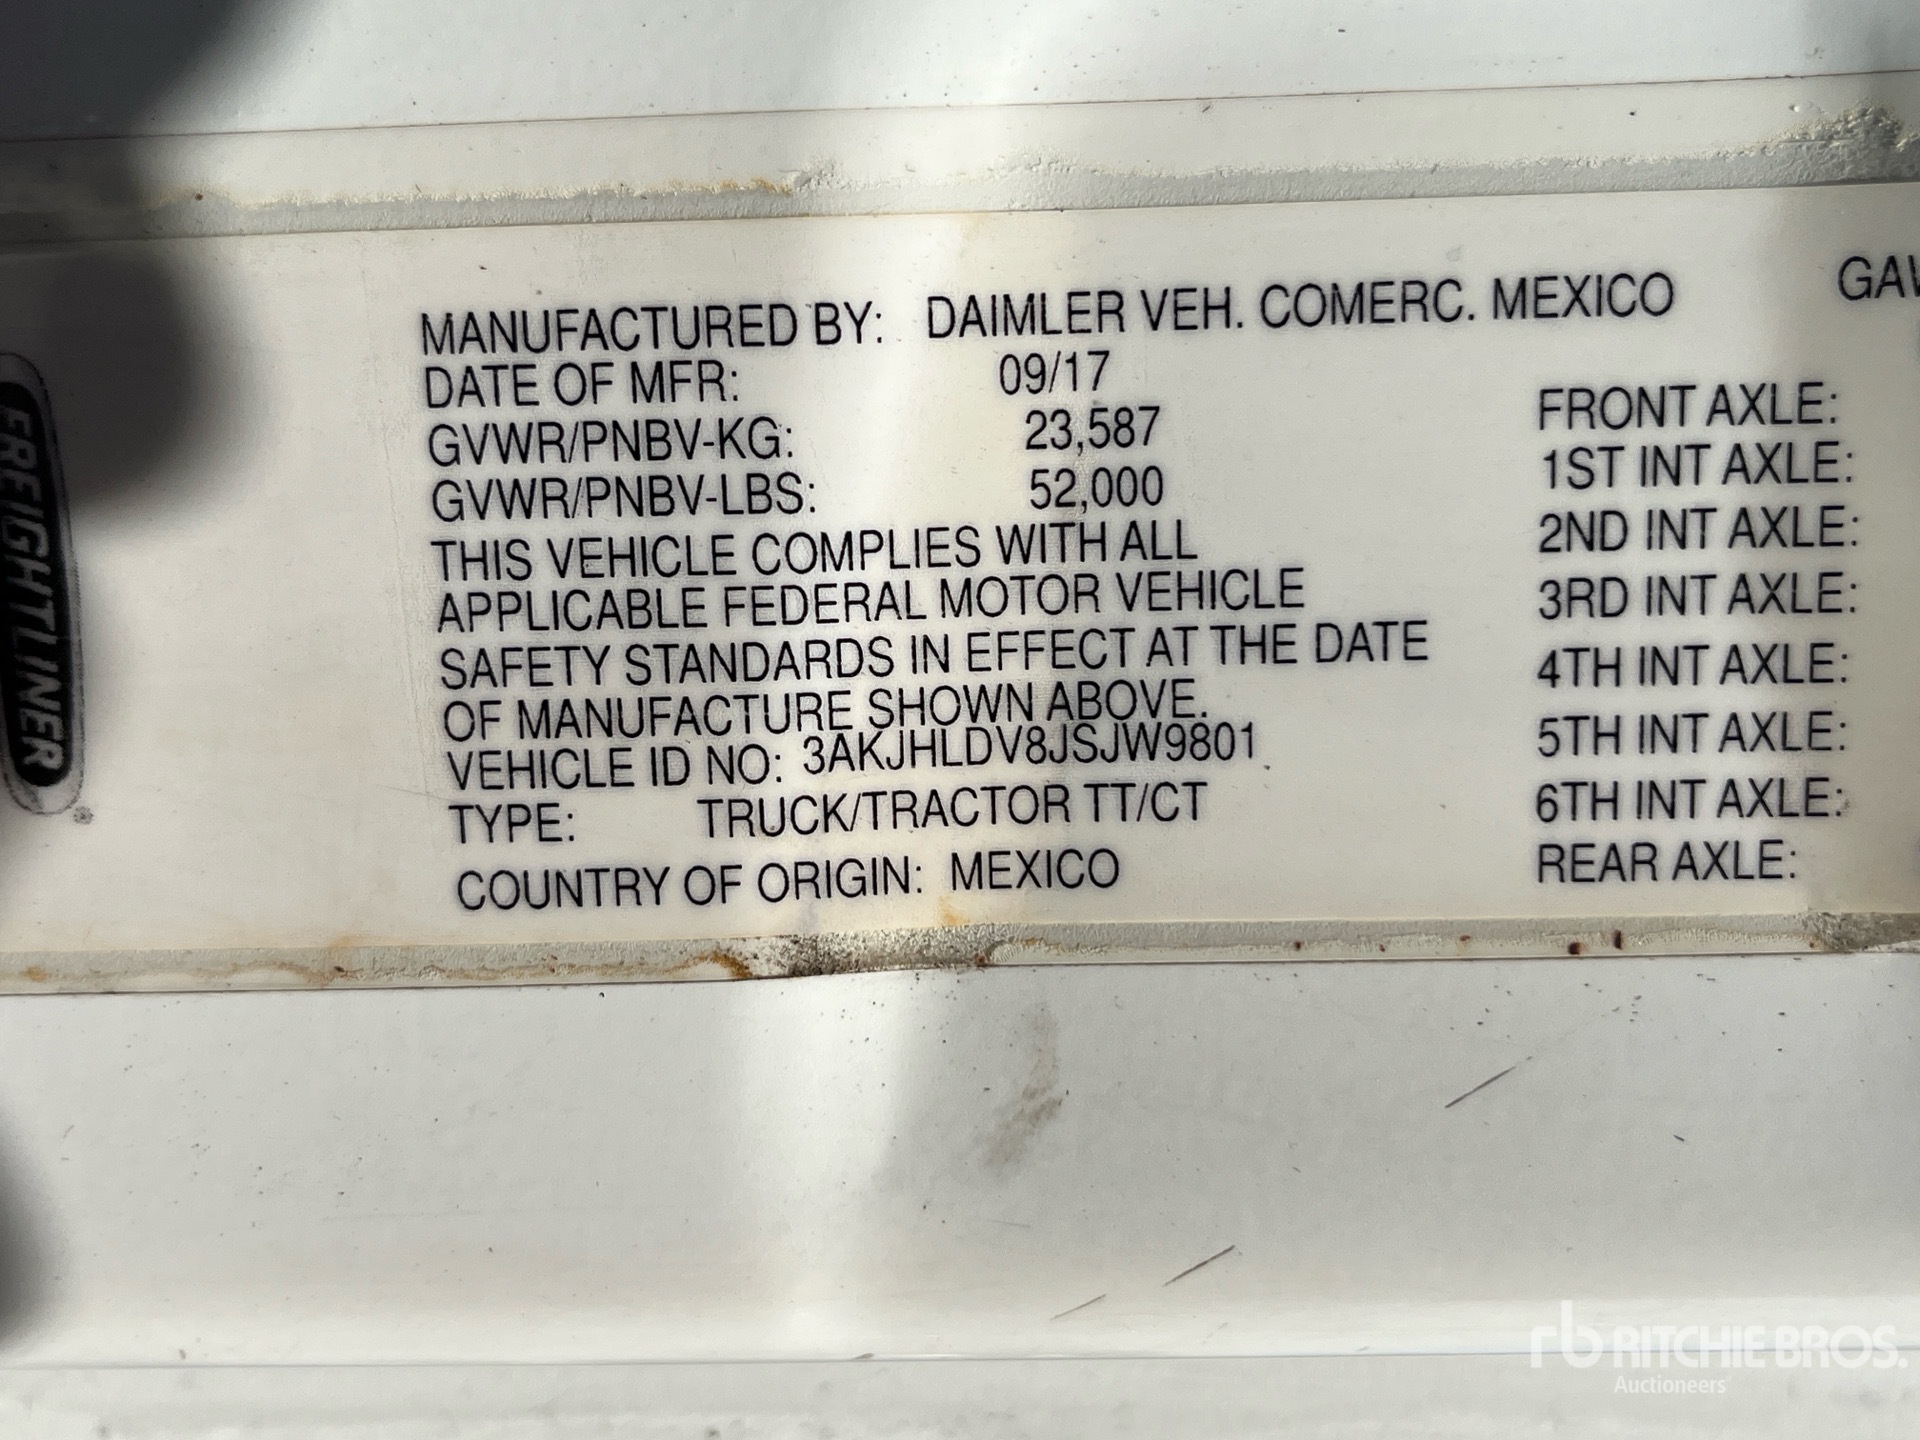 FREIGHTLINER
®
MANUFACTURED BY: DAIMLER VEH. COMERC. MEXICO
DATE OF MFR: 09/17
GVWR/PNBV-KG: 23,587
GVWR/PNBV-LBS: 52,000
THIS VEHICLE COMPLIES WITH ALL
APPLICABLE FEDERAL MOTOR VEHICLE
SAFETY STANDARDS IN EFFECT AT THE DATE
OF MANUFACTURE SHOWN ABOVE.
VEHICLE ID NO: 3AKJHLDV8JSJW9801
TYPE: TRUCK/TRACTOR TT/CT
COUNTRY OF ORIGIN: MEXICO
FRONT AXLE:
1ST INT AXLE:
2ND INT AXLE:
3RD INT AXLE:
4TH INT AXLE:
5TH INT AXLE:
6TH INT AXLE:
REAR AXLE:
rb RITCHIE BROS.
Auctioneers